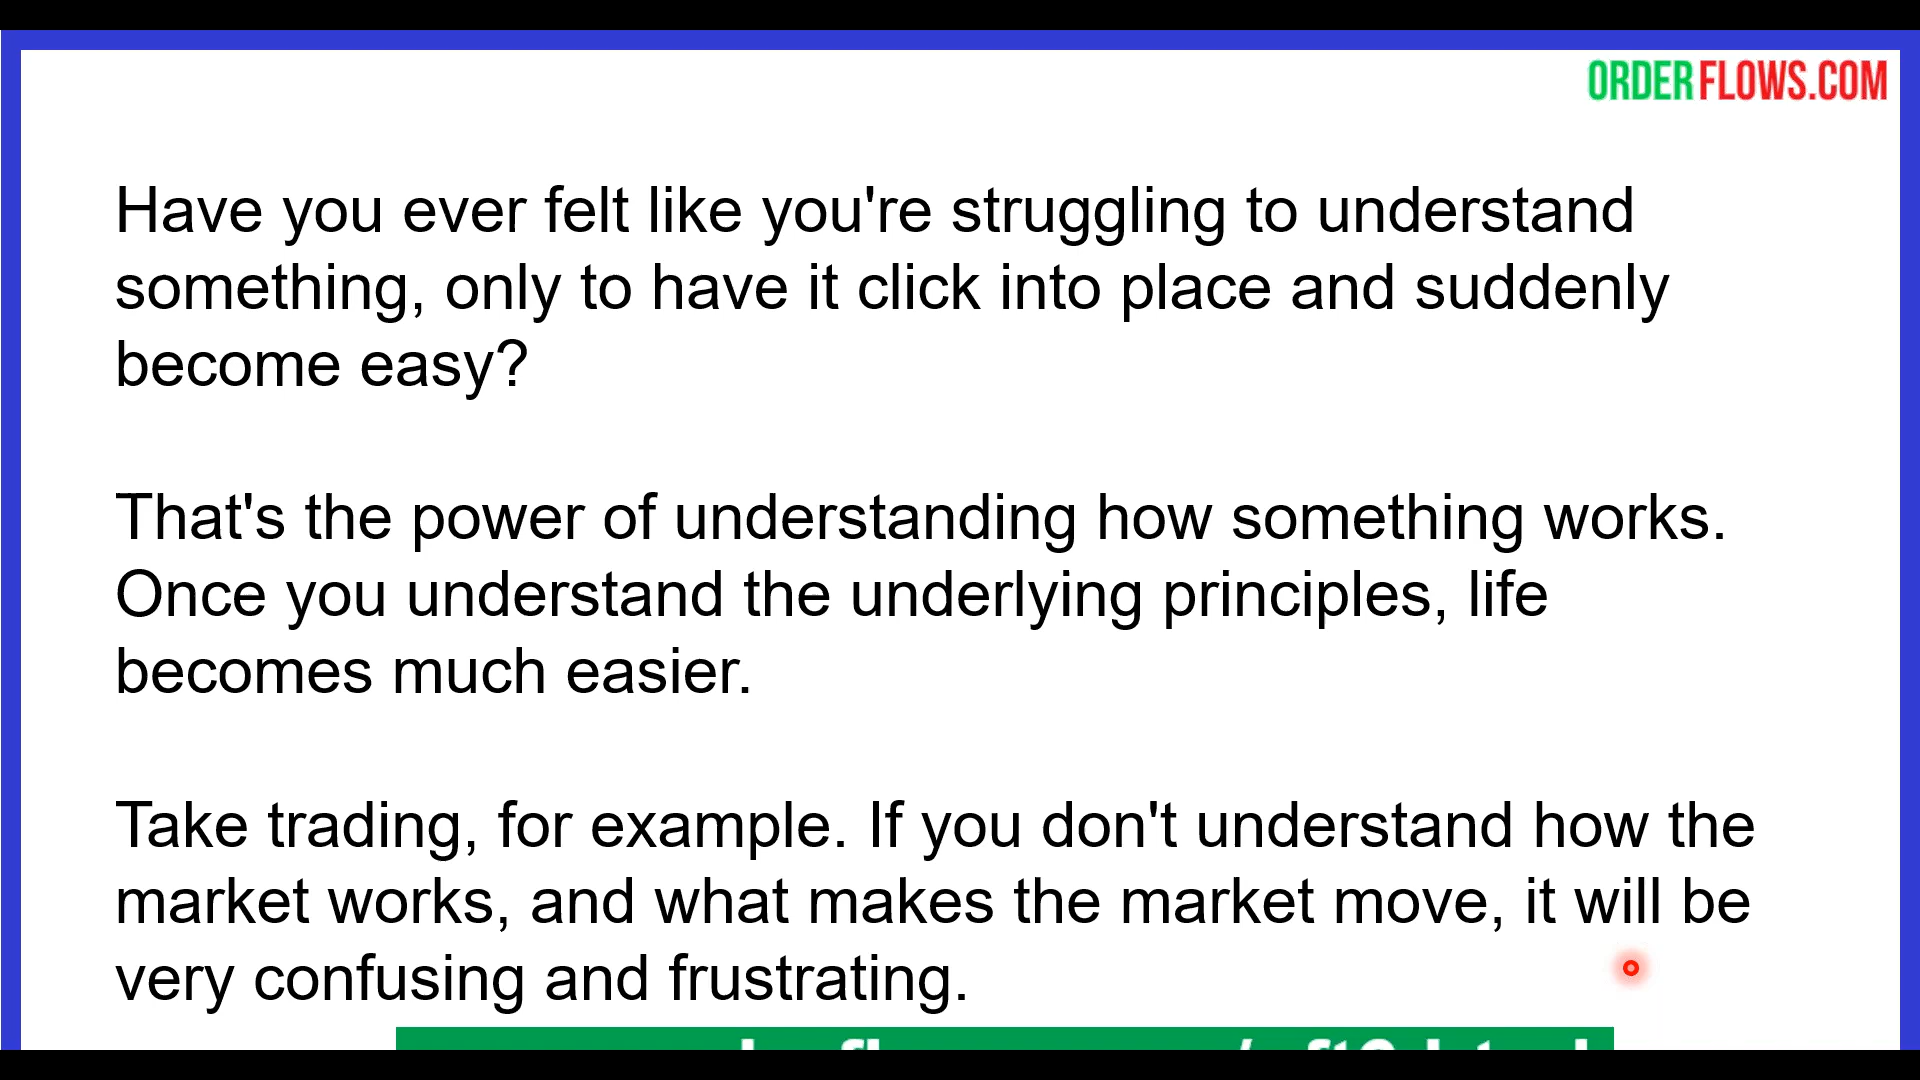 ORDERFLOWS.COM
Have you ever felt like you're struggling to understand
something, only to have it click into place and suddenly
become easy?
That's the power of understanding how something works.
Once you understand the underlying principles, life
becomes much easier.
Take trading, for example. If you don't understand how the
market works, and what makes the market move, it will be
very confusing and frustrating.